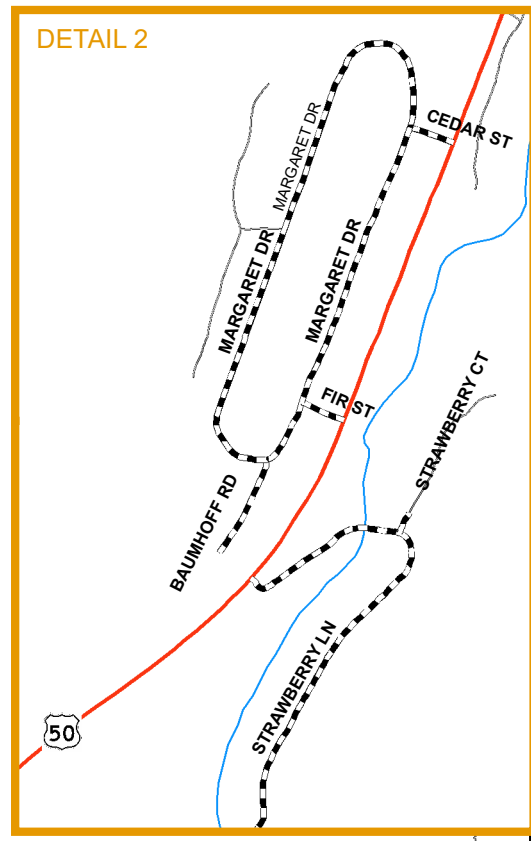 DETAIL 2
CEDAR ST
MARGARET DR
MARGARET DR
MARGARET DR
FIR ST
STRAWBERRY CT
BAUMHOFF RD
STRAWBERRY LN
50